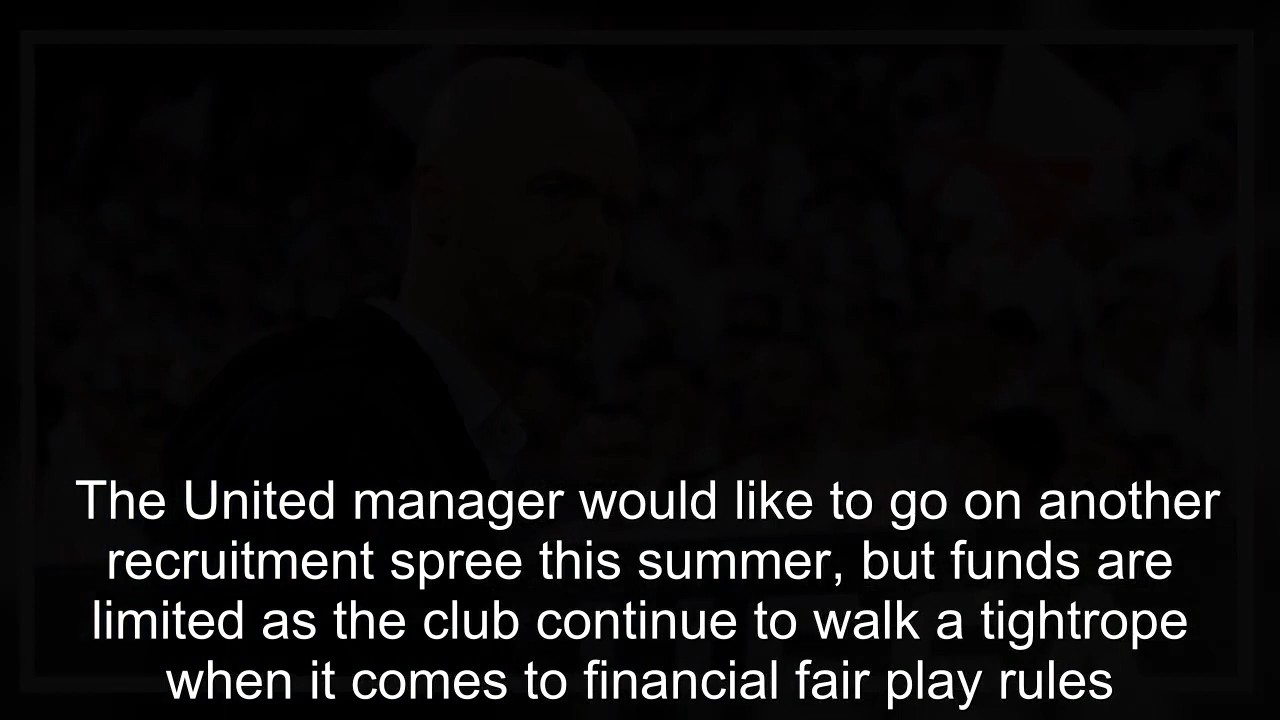 The United manager would like to go on another
recruitment spree this summer, but funds are
limited as the club continue to walk a tightrope
when it comes to financial fair play rules